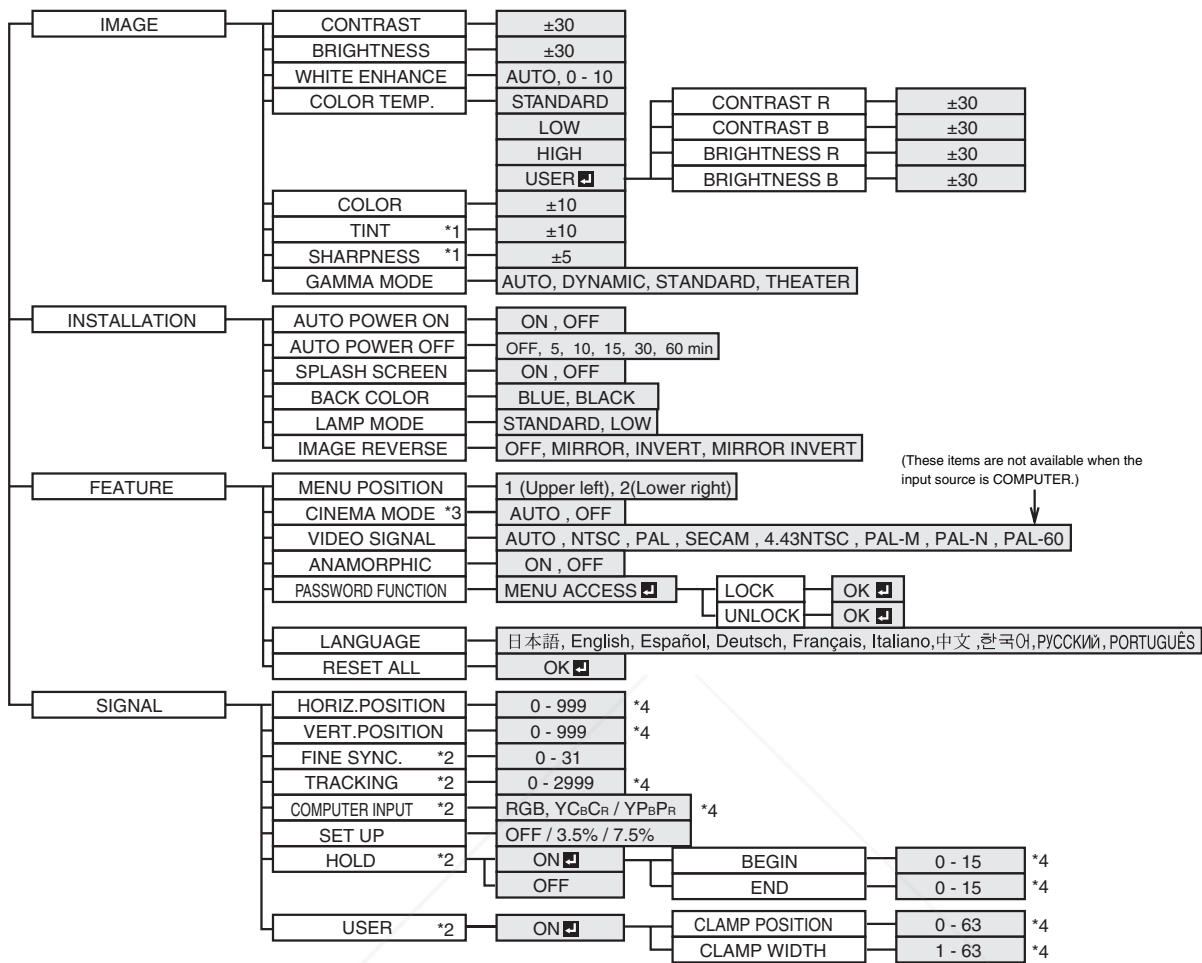 IMAGE CONTRAST ±30
BRIGHTNESS ±30
WHITE ENHANCE AUTO, 0 - 10
COLOR TEMP. STANDARD CONTRAST R ±30
LOW CONTRAST B ±30
HIGH BRIGHTNESS R ±30
USER BRIGHTNESS B ±30
COLOR ±10
TINT *1 ±10
SHARPNESS *1 ±5
GAMMA MODE AUTO, DYNAMIC, STANDARD, THEATER
INSTALLATION AUTO POWER ON ON , OFF
AUTO POWER OFF OFF, 5, 10, 15, 30, 60 min
SPLASH SCREEN ON , OFF
BACK COLOR BLUE, BLACK
LAMP MODE STANDARD, LOW
IMAGE REVERSE OFF, MIRROR, INVERT, MIRROR INVERT
(These items are not available when the
input source is COMPUTER.)
FEATURE MENU POSITION 1 (Upper left), 2(Lower right)
CINEMA MODE *3 AUTO , OFF
VIDEO SIGNAL AUTO , NTSC , PAL , SECAM , 4.43NTSC , PAL-M , PAL-N , PAL-60
ANAMORPHIC ON , OFF
PASSWORD FUNCTION MENU ACCESS LOCK OK
UNLOCK OK
LANGUAGE 日本語, English, Español, Deutsch, Français, Italiano,中文 ,한국어,РУССКИЙ, PORTUGUÊS
RESET ALL OK
SIGNAL HORIZ.POSITION 0 - 999 *4
VERT.POSITION 0 - 999 *4
FINE SYNC. *2 0 - 31
TRACKING *2 0 - 2999 *4
COMPUTER INPUT *2 RGB, YCBCR / YPBPR *4
SET UP OFF / 3.5% / 7.5%
HOLD *2 ON BEGIN 0 - 15 *4
OFF END 0 - 15 *4
USER *2 ON CLAMP POSITION 0 - 63 *4
CLAMP WIDTH 1 - 63 *4